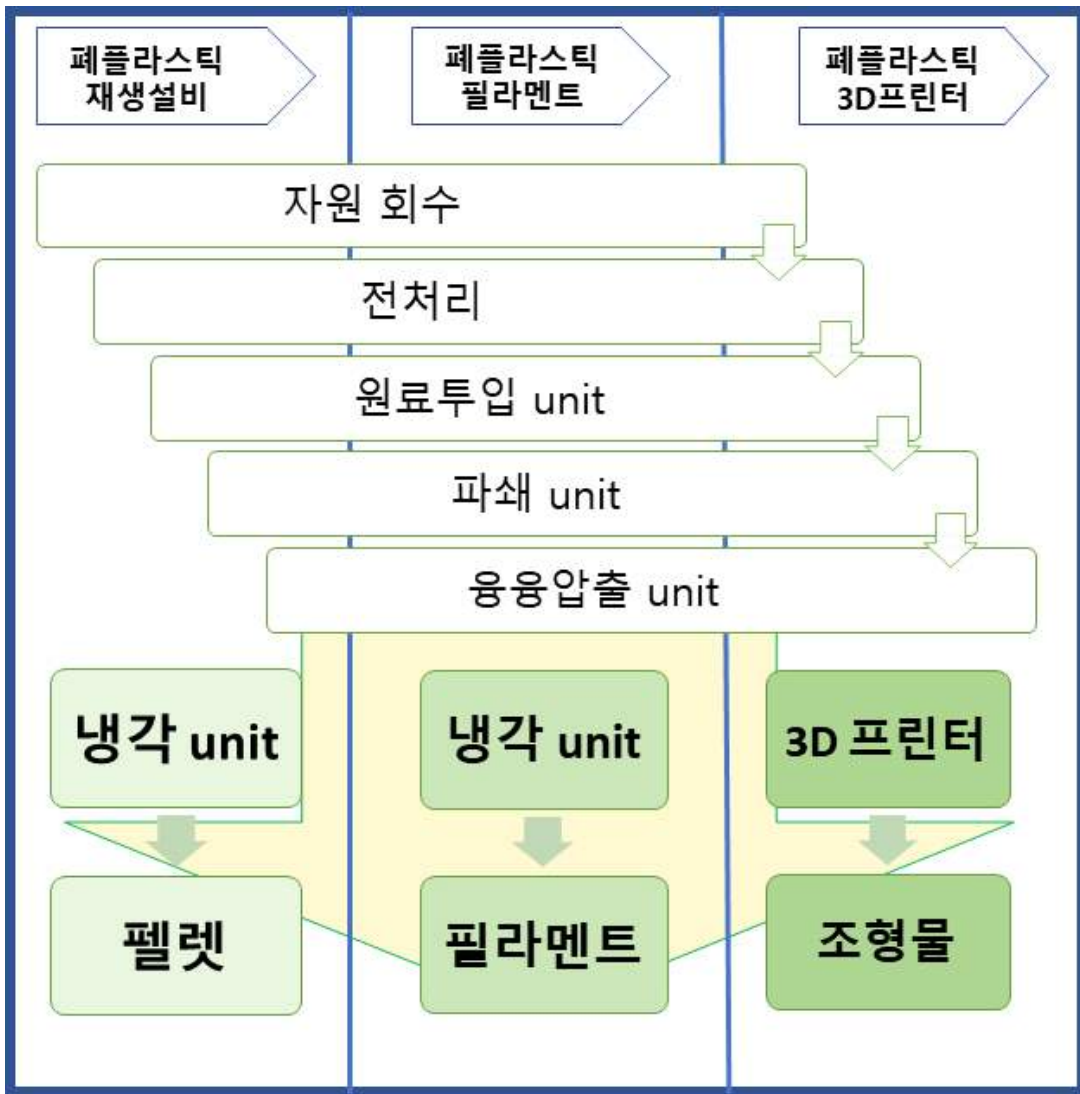 폐플라스틱
재생설비
폐플라스틱
필라멘트
폐플라스틱
3D프린터
자원 회수
전처리
원료투입 unit
파쇄 unit
융융압출 unit
냉각 unit
냉각 unit
3D 프린터
펠렛
필라멘트
조형물